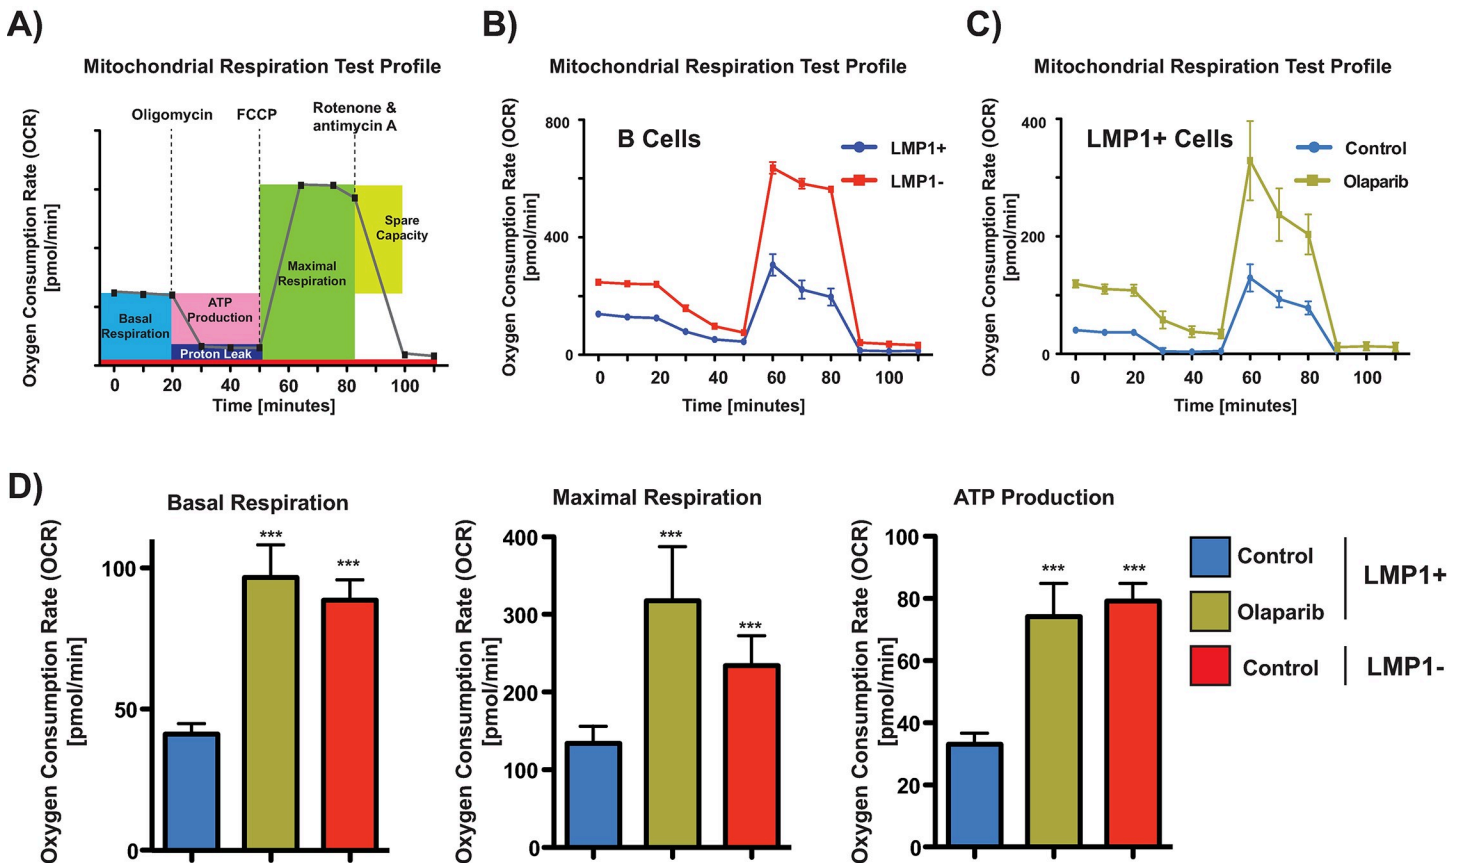 A)
Mitochondrial Respiration Test Profile
Oligomycin
FCCP
Rotenone &
antimycin A
Oxygen Consumption Rate (OCR)
[pmol/min]
Basal
Respiration
ATP
Production
Proton Leak
Maximal
Respiration
Spare
Capacity
0 20 40 60 80 100
Time [minutes]
B)
Mitochondrial Respiration Test Profile
Oxygen Consumption Rate (OCR)
[pmol/min]
800
400
0
B Cells
LMP1+
LMP1-
0 20 40 60 80 100
Time [minutes]
C)
Mitochondrial Respiration Test Profile
Oxygen Consumption Rate (OCR)
[pmol/min]
400
200
0
LMP1+ Cells
Control
Olaparib
0 20 40 60 80 100
Time [minutes]
D)
Basal Respiration
Oxygen Consumption Rate (OCR)
[pmol/min]
100
50
0
***
***
Maximal Respiration
Oxygen Consumption Rate (OCR)
[pmol/min]
400
300
200
100
0
***
***
ATP Production
Oxygen Consumption Rate (OCR)
[pmol/min]
100
80
60
40
20
0
***
***
Control
Olaparib
LMP1+
Control
LMP1-